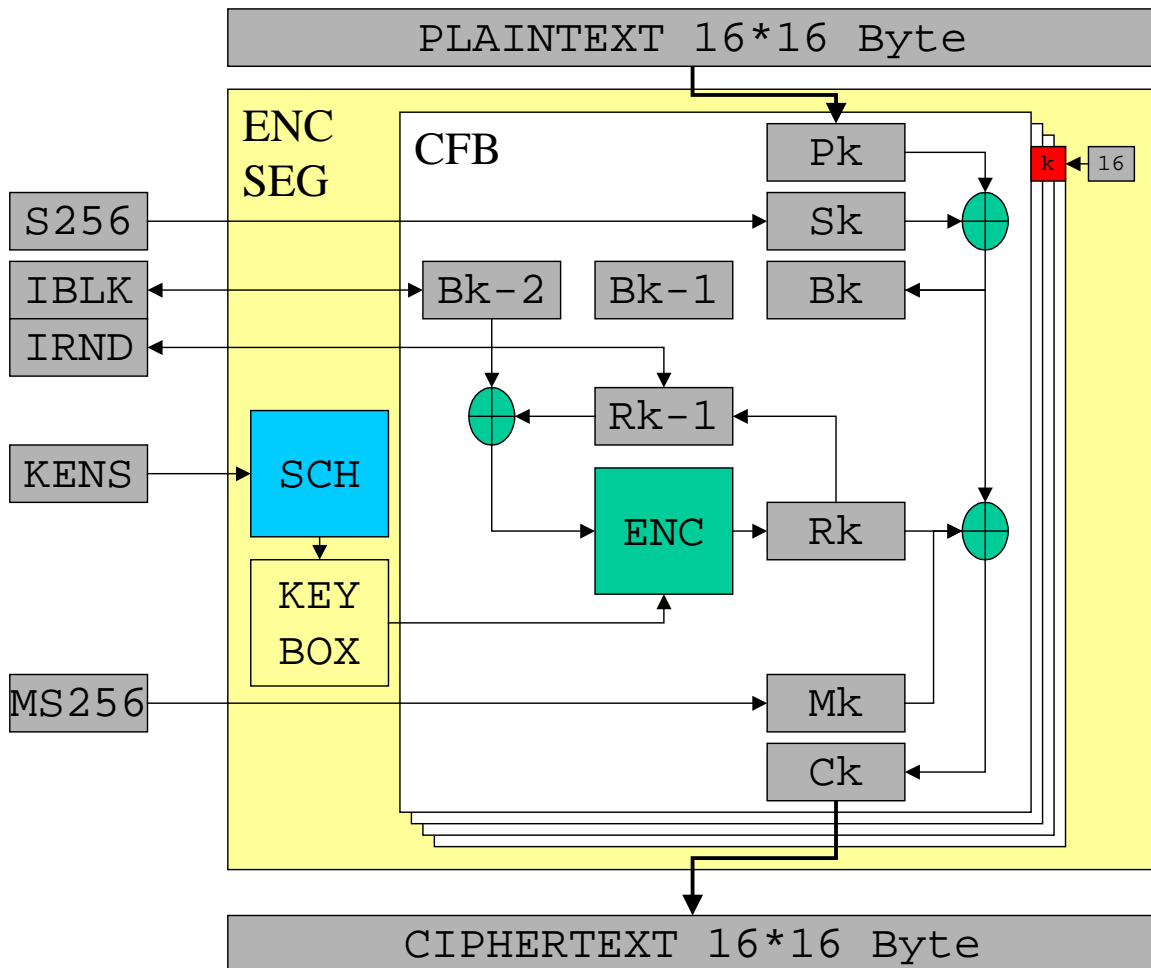 PLAINTEXT 16*16 Byte
ENC
SEG
CFB
Pk
k
16
S256
Sk
IBLK
Bk-2
Bk-1
Bk
IRND
Rk-1
KENS
SCH
ENC
Rk
KEY
BOX
MS256
Mk
Ck
CIPHERTEXT 16*16 Byte